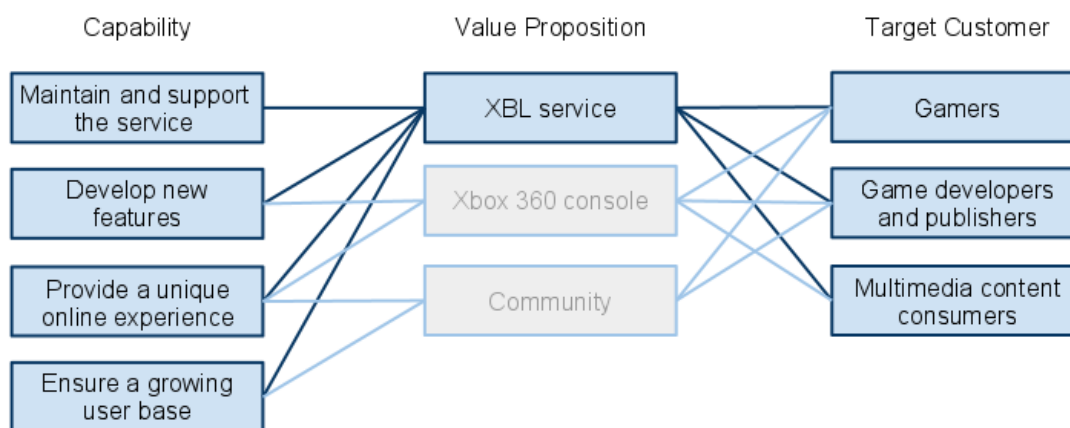 Capability
Value Proposition
Target Customer
Maintain and support
the service
XBL service
Gamers
Develop new
features
Xbox 360 console
Game developers
and publishers
Provide a unique
online experience
Community
Multimedia content
consumers
Ensure a growing
user base